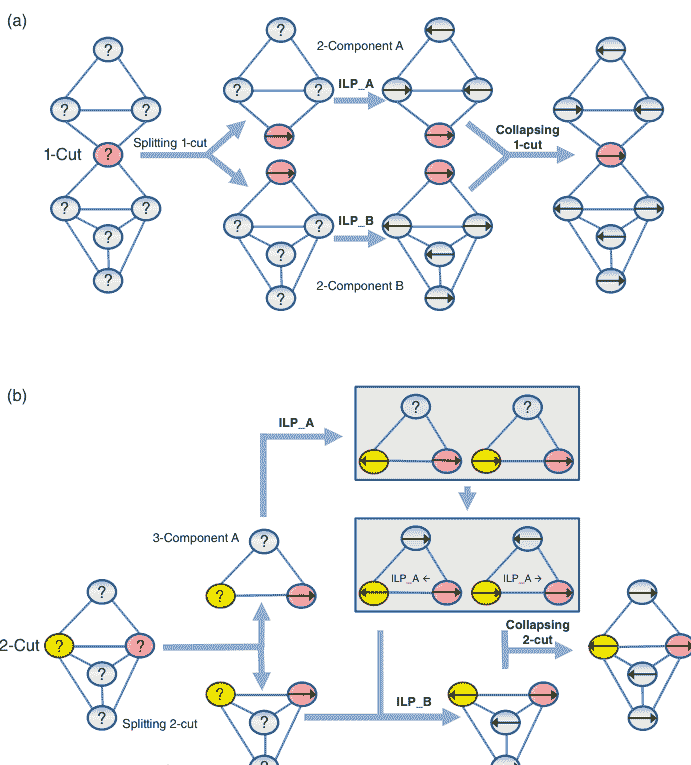 (a)
?
2-Component A
?
? ?
ILP_A
? ?
1-Cut
?
Splitting 1-cut
Collapsing
1-cut
? ?
?
?
? ?
ILP_B
?
?
2-Component B
(b)
ILP_A
? ?
3-Component A
?
?
ILP_A ←
ILP_A →
?
2-Cut
? ?
?
?
Splitting 2-cut
?
?
ILP_B
Collapsing
2-cut